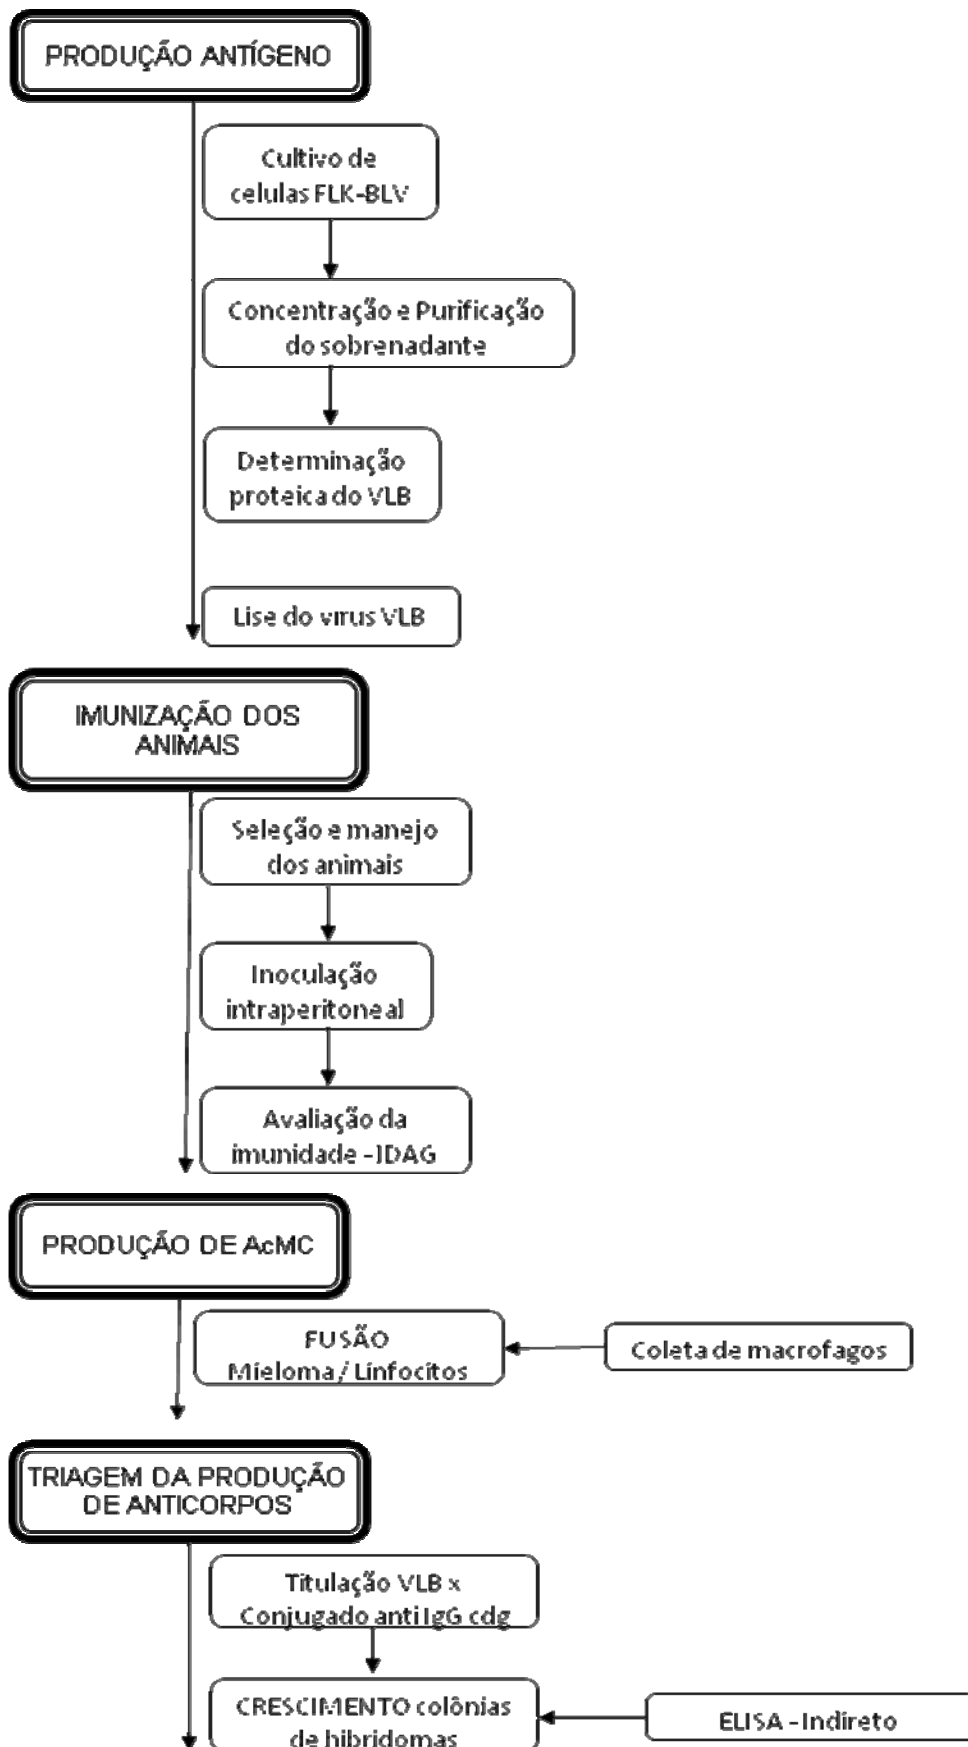 PRODUÇÃO ANTÍGENO
Cultivo de
celulas FLK-BLV
Concentração e Purificação
do sobrenadante
Determinação
proteica do VLB
Lise do virus VLB
IMUNIZAÇÃO DOS
ANIMAIS
Seleção e manejo
dos animais
Inoculação
intraperitoneal
Avaliação da
imunidade -IDAG
PRODUÇÃO DE AcMC
FUSÃO
Mieloma / Linfocitos
Coleta de macrofagos
TRIAGEM DA PRODUÇÃO
DE ANTICORPOS
Titulação VLB x
Conjugado anti IgG cdg
CRESCIMENTO colônias
de hibridomas
ELISA - Indireto